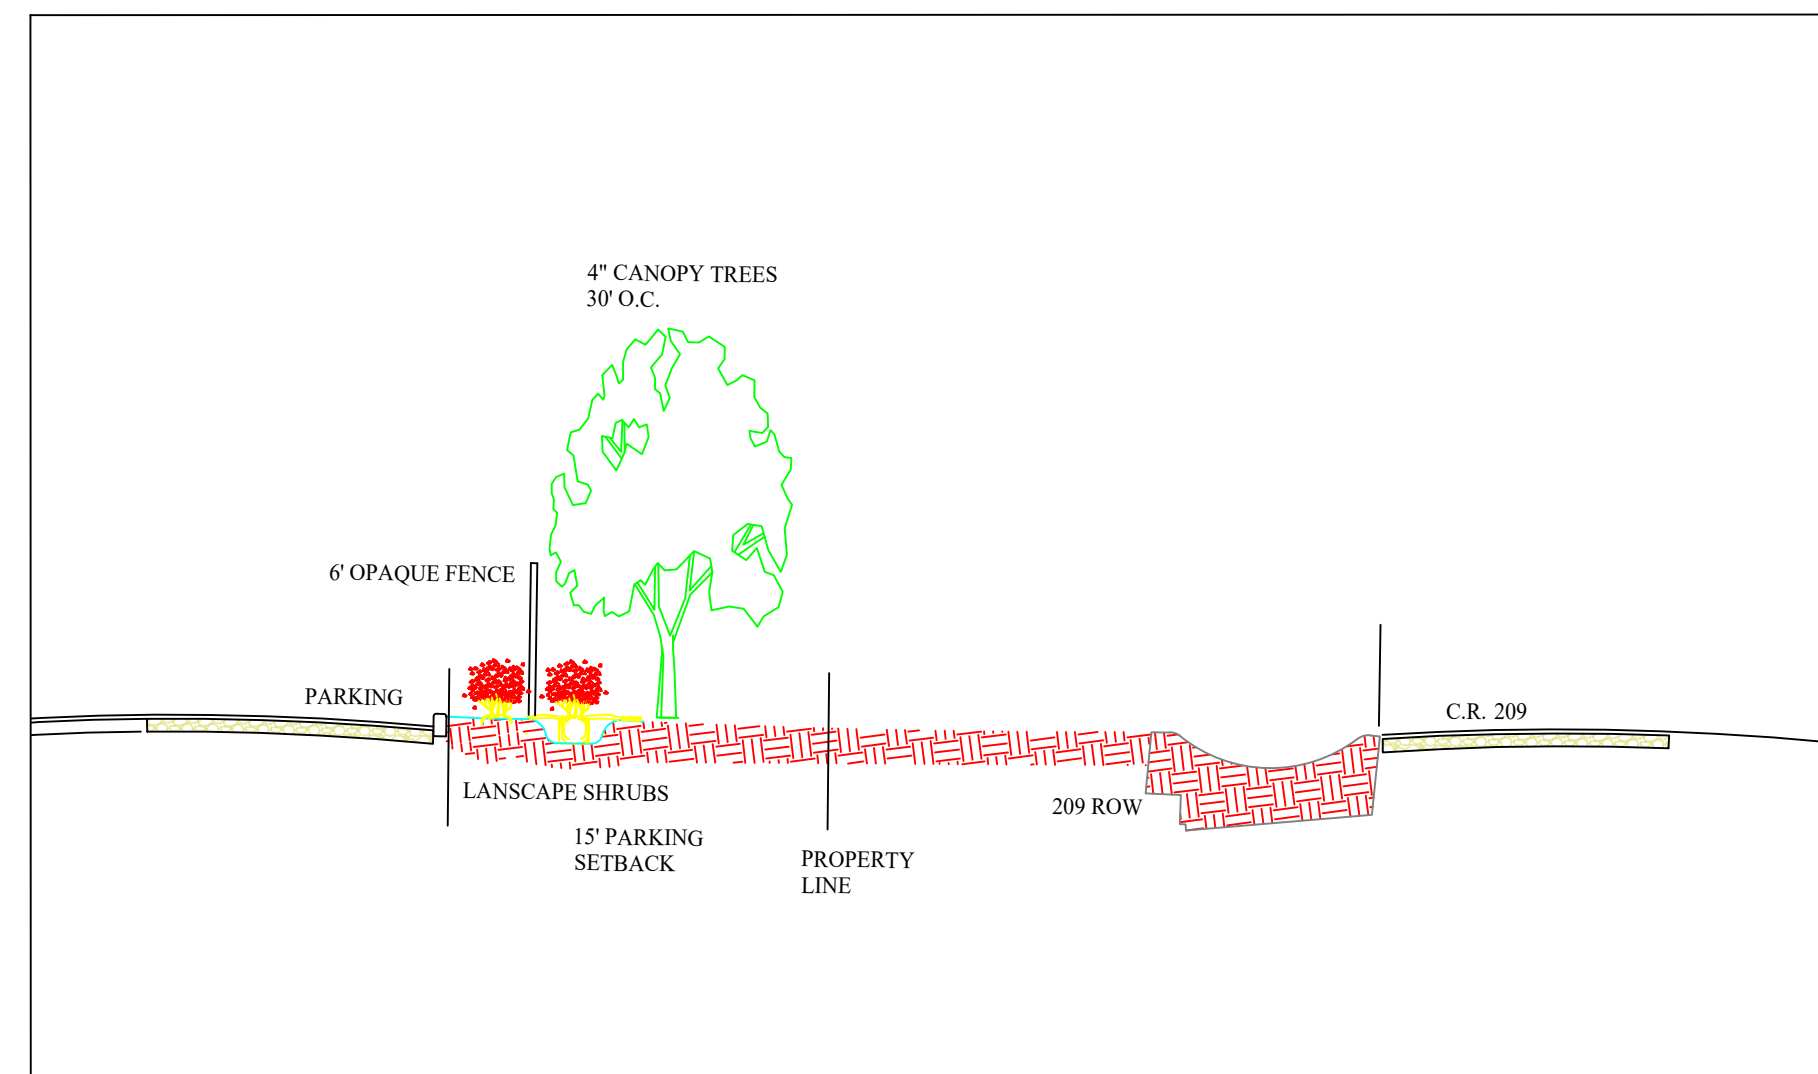 4" CANOPY TREES
30' O.C.
6' OPAQUE FENCE
PARKING
C.R. 209
LANSCAPE SHRUBS
209 ROW
15' PARKING
SETBACK
PROPERTY
LINE